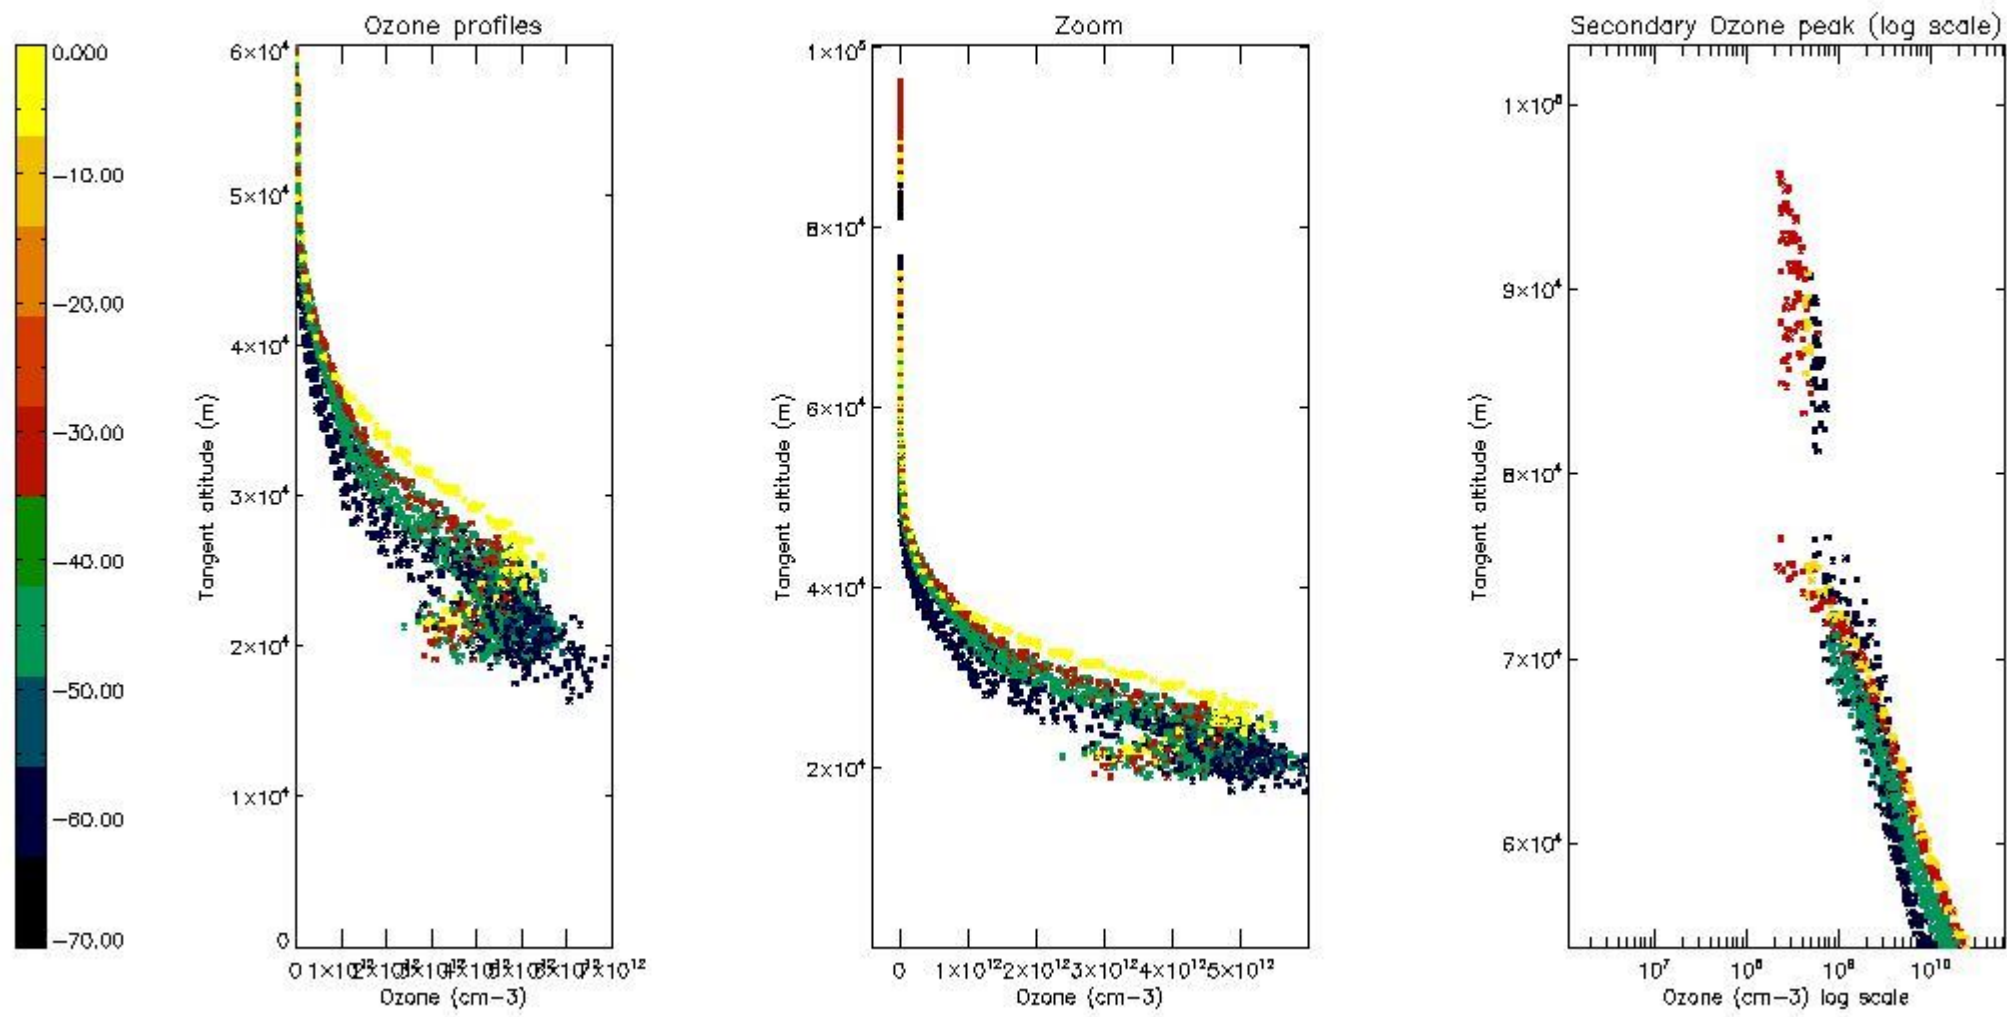 Ozone profiles
Zoom
Secondary Ozone peak (log scale)
0.000
-10.00
-20.00
-30.00
-40.00
-50.00
-60.00
-70.00
6×10⁴
5×10⁴
4×10⁴
3×10⁴
2×10⁴
1×10⁴
0
Tangent altitude (m)
Ozone (cm-3)
1×10⁵
8×10⁴
6×10⁴
4×10⁴
2×10⁴
Tangent altitude (m)
0 1×10¹² 2×10¹² 3×10¹² 4×10¹² 5×10¹²
Ozone (cm-3)
9×10⁴
8×10⁴
7×10⁴
6×10⁴
Tangent altitude (m)
10⁷ 10⁸ 10⁹ 10¹⁰
Ozone (cm-3) log scale